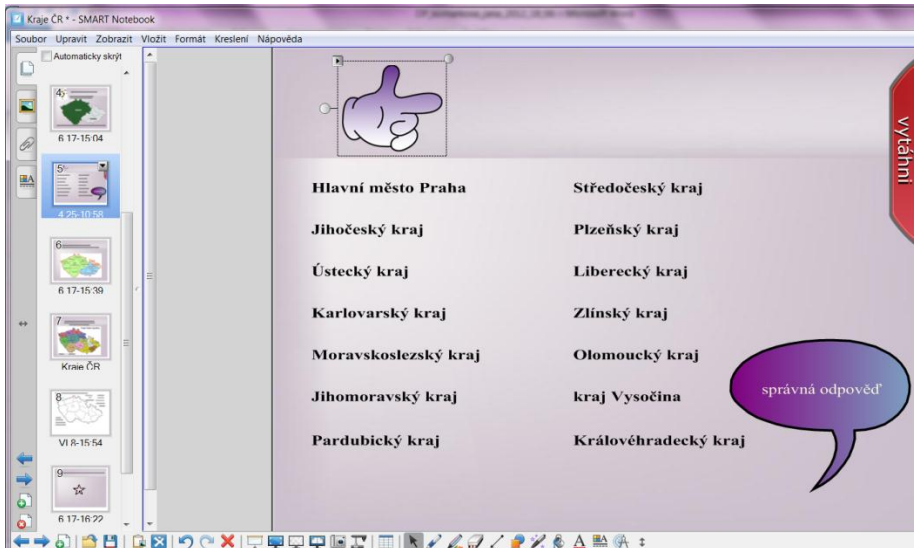 Kraje ČR * - SMART Notebook
Soubor Upravit Zobrazit Vložit Formát Kreslení Nápověda
Automaticky skrýt
4
6 17-15:04
5
4 25-10:58
6
6 17-15:39
7
Kraje ČR
8
VI 8-15:54
9
6 17-16:22
vytáhni
Hlavní město Praha Středočeský kraj
Jihočeský kraj Plzeňský kraj
Ústecký kraj Liberecký kraj
Karlovarský kraj Zlínský kraj
Moravskoslezský kraj Olomoucký kraj
Jihomoravský kraj kraj Vysočina
Pardubický kraj Královéhradecký kraj
správná odpověď